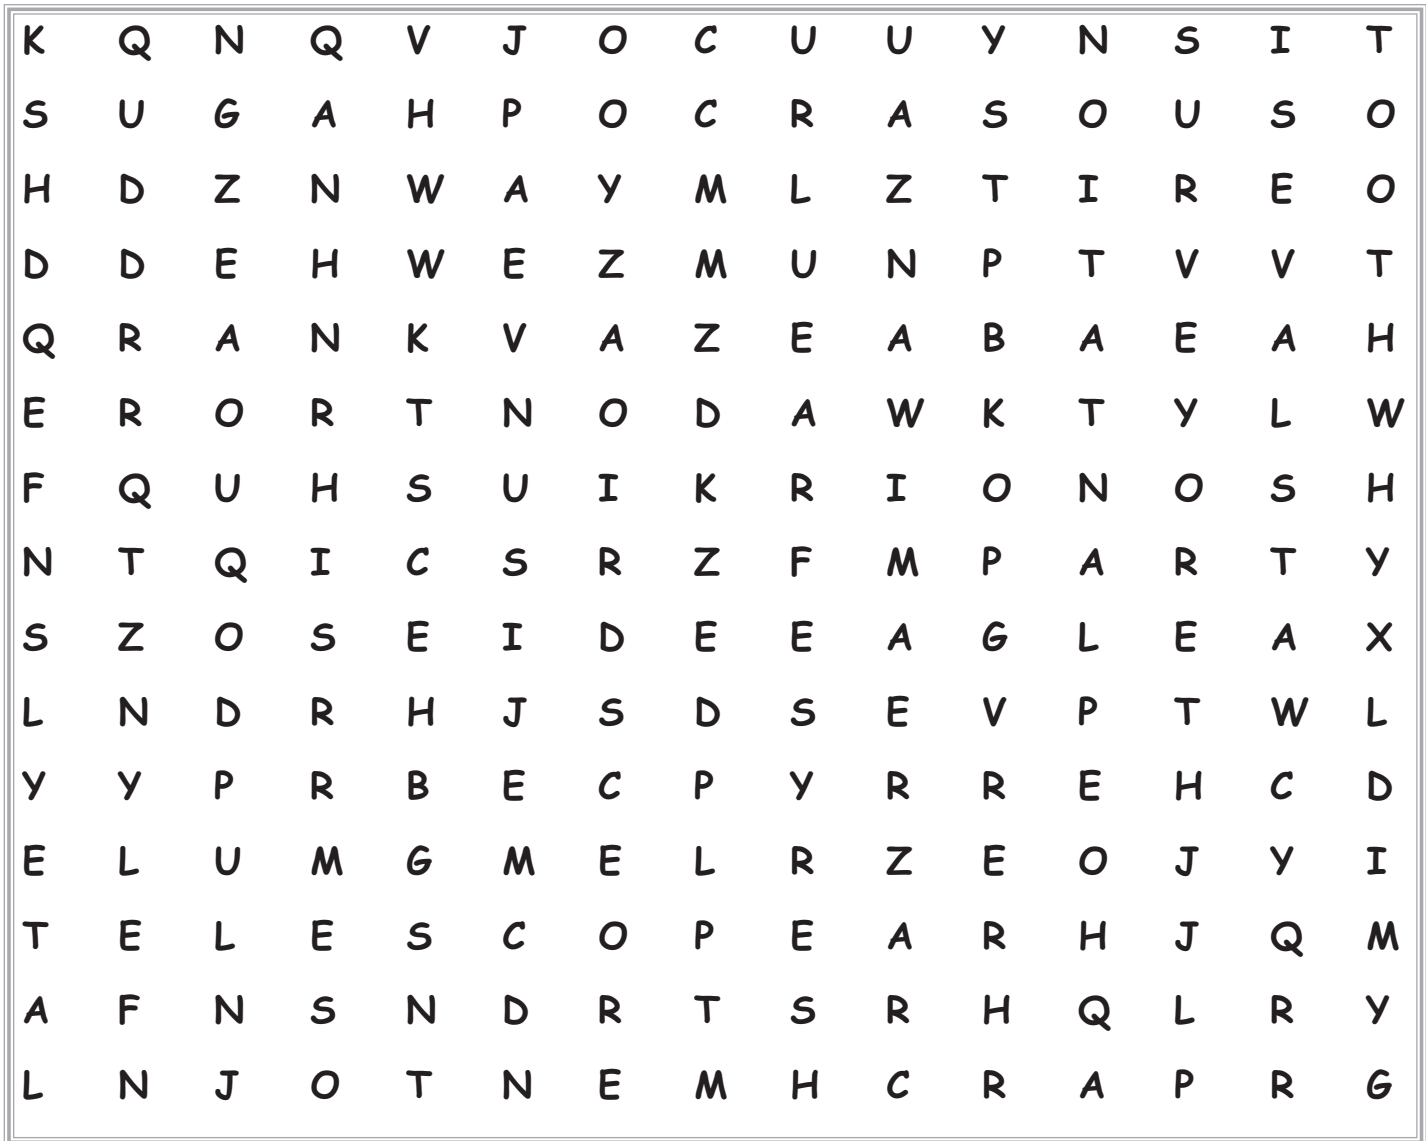 K Q N Q V J O C U U Y N S I T
S U G A H P O C R A S O U S O
H D Z N W A Y M L Z T I R E O
D D E H W E Z M U N P T V V T
Q R A N K V A Z E A B A E A H
E R O R T N O D A W K T Y L W
F Q U H S U I K R I O N O S H
N T Q I C S R Z F M P A R T Y
S Z O S E I D E E A G L E A X
L N D R H J S D S E V P T W L
Y Y P R B E C P Y R R E H C D
E L U M G M E L R Z E O J Y I
T E L E S C O P E A R H J Q M
A F N S N D R T S R H Q L R Y
L N J O T N E M H C R A P R G